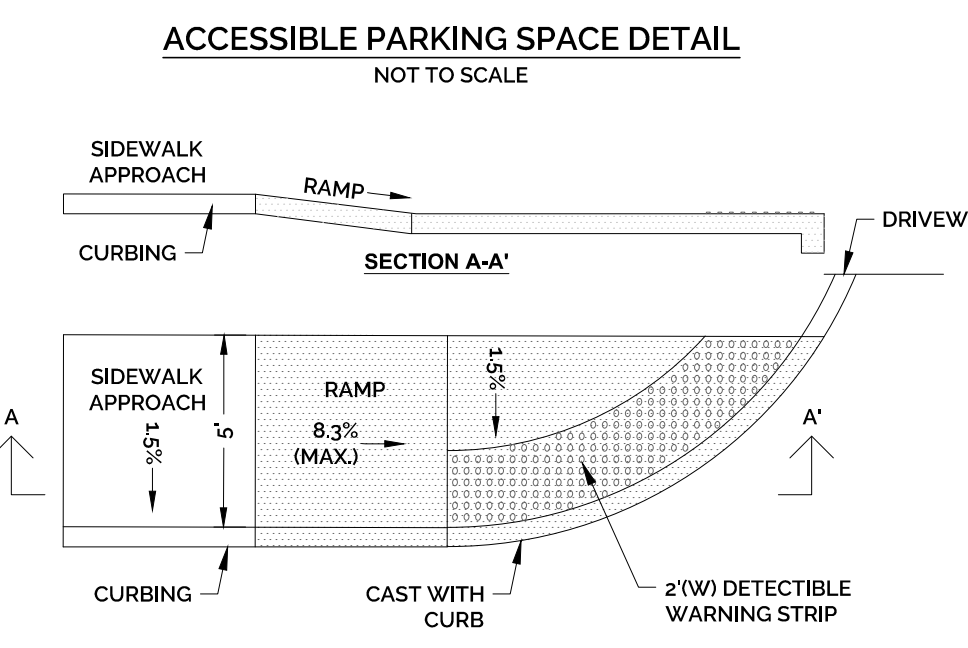 ACCESSIBLE PARKING SPACE DETAIL
NOT TO SCALE
SIDEWALK
APPROACH
RAMP
CURBING
SECTION A-A'
DRIVEW
SIDEWALK
APPROACH
1.5%
5'
RAMP
8.3%
(MAX.)
1.5%
A
A'
CURBING
CAST WITH
CURB
2'(W) DETECTIBLE
WARNING STRIP